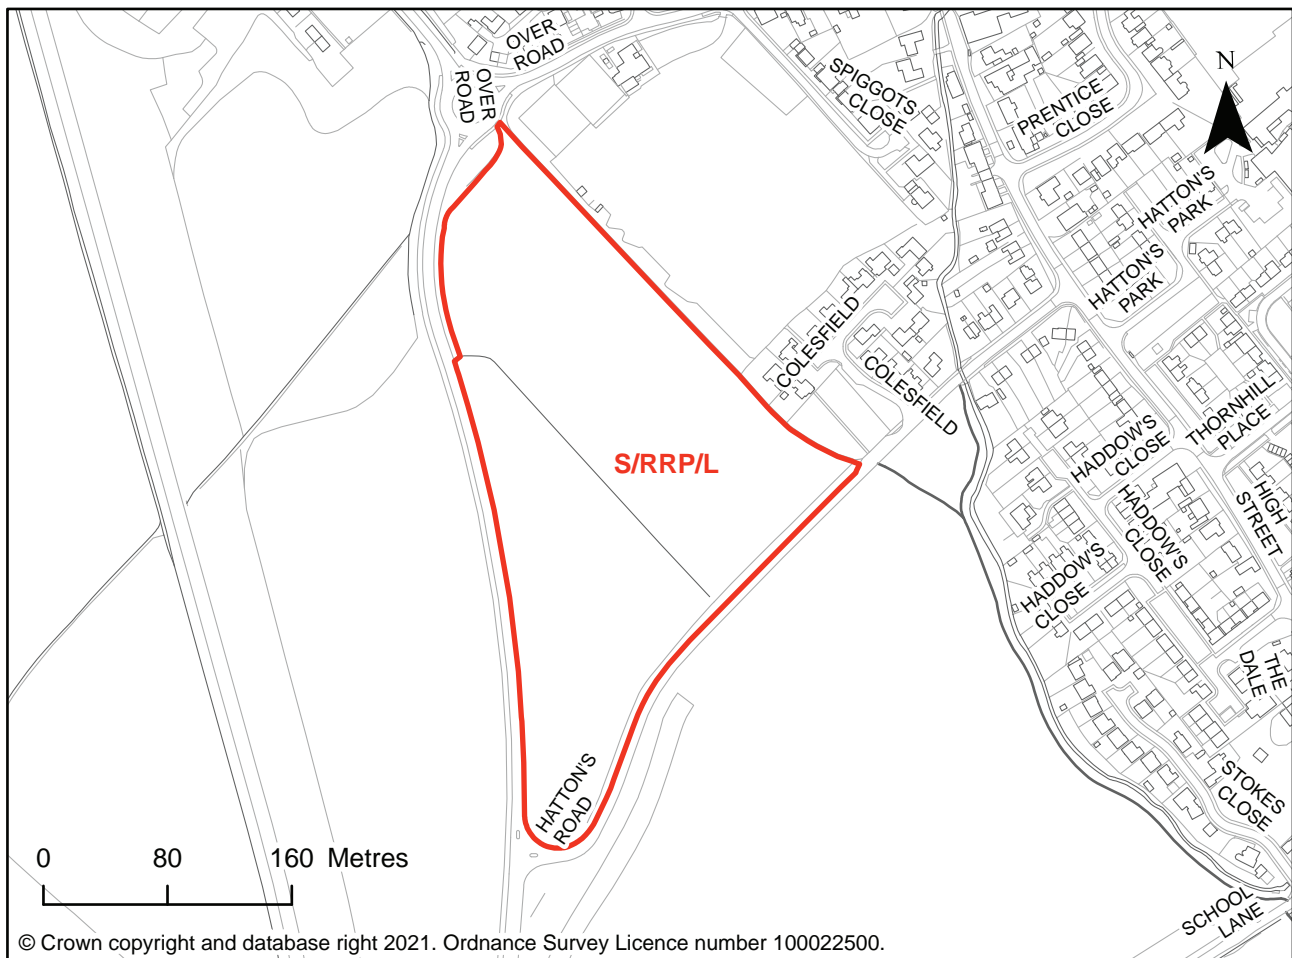 OVER
ROAD
OVER
ROAD
SPIGGOTS
CLOSE
PRENTICE
CLOSE
N
HATTON'S
PARK
HATTON'S
PARK
COLESFIELD
COLESFIELD
S/RRP/L
HADDOW'S
CLOSE
THORNHILL
PLACE
HADDOW'S
CLOSE
HIGH
STREET
HADDOW'S
CLOSE
THE
DALE
STOKES
CLOSE
HATTON'S
ROAD
SCHOOL
LANE
0 80 160 Metres
© Crown copyright and database right 2021. Ordnance Survey Licence number 100022500.